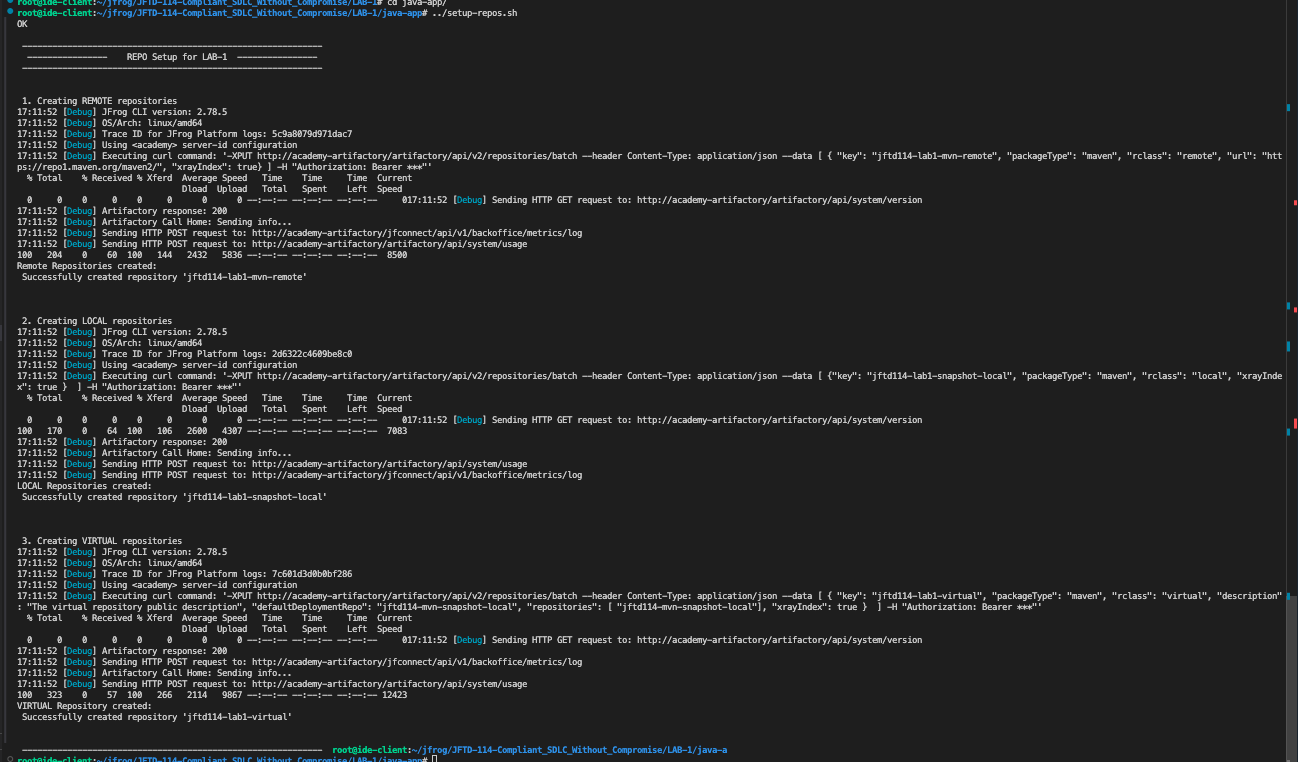 root@ide-client:~/jfrog/JFTD-114-Compliant_SDLC_Without_Compromise/LAB-1# cd java-app/
root@ide-client:~/jfrog/JFTD-114-Compliant_SDLC_Without_Compromise/LAB-1/java-app# ../setup-repos.sh
OK
------------------------------------------------------------
---------------- REPO Setup for LAB-1 ----------------
------------------------------------------------------------
1. Creating REMOTE repositories
17:11:52 [Debug] JFrog CLI version: 2.78.5
17:11:52 [Debug] OS/Arch: linux/amd64
17:11:52 [Debug] Trace ID for JFrog Platform logs: 5c9a8079d971dac7
17:11:52 [Debug] Using <academy> server-id configuration
17:11:52 [Debug] Executing curl command: '-XPUT http://academy-artifactory/artifactory/api/v2/repositories/batch --header Content-Type: application/json --data [ { "key": "jftd114-lab1-mvn-remote", "packageType": "maven", "rclass": "remote", "url": "htt
ps://repo1.maven.org/maven2/", "xrayIndex": true} ] -H "Authorization: Bearer ***"'
% Total % Received % Xferd Average Speed Time Time Time Current
Dload Upload Total Spent Left Speed
0 0 0 0 0 0 0 0 --:--:-- --:--:-- --:--:-- 017:11:52 [Debug] Sending HTTP GET request to: http://academy-artifactory/artifactory/api/system/version
17:11:52 [Debug] Artifactory response: 200
17:11:52 [Debug] Artifactory Call Home: Sending info...
17:11:52 [Debug] Sending HTTP POST request to: http://academy-artifactory/jfconnect/api/v1/backoffice/metrics/log
17:11:52 [Debug] Sending HTTP POST request to: http://academy-artifactory/artifactory/api/system/usage
100 204 0 60 100 144 2432 5836 --:--:-- --:--:-- --:--:-- 8500
Remote Repositories created:
Successfully created repository 'jftd114-lab1-mvn-remote'
2. Creating LOCAL repositories
17:11:52 [Debug] JFrog CLI version: 2.78.5
17:11:52 [Debug] OS/Arch: linux/amd64
17:11:52 [Debug] Trace ID for JFrog Platform logs: 2d6322c4609be8c0
17:11:52 [Debug] Using <academy> server-id configuration
17:11:52 [Debug] Executing curl command: '-XPUT http://academy-artifactory/artifactory/api/v2/repositories/batch --header Content-Type: application/json --data [ {"key": "jftd114-lab1-snapshot-local", "packageType": "maven", "rclass": "local", "xrayInde
x": true } ] -H "Authorization: Bearer ***"'
% Total % Received % Xferd Average Speed Time Time Time Current
Dload Upload Total Spent Left Speed
0 0 0 0 0 0 0 0 --:--:-- --:--:-- --:--:-- 017:11:52 [Debug] Sending HTTP GET request to: http://academy-artifactory/artifactory/api/system/version
100 170 0 64 100 106 2600 4307 --:--:-- --:--:-- --:--:-- 7083
17:11:52 [Debug] Artifactory response: 200
17:11:52 [Debug] Artifactory Call Home: Sending info...
17:11:52 [Debug] Sending HTTP POST request to: http://academy-artifactory/artifactory/api/system/usage
17:11:52 [Debug] Sending HTTP POST request to: http://academy-artifactory/jfconnect/api/v1/backoffice/metrics/log
LOCAL Repositories created:
Successfully created repository 'jftd114-lab1-snapshot-local'
3. Creating VIRTUAL repositories
17:11:52 [Debug] JFrog CLI version: 2.78.5
17:11:52 [Debug] OS/Arch: linux/amd64
17:11:52 [Debug] Trace ID for JFrog Platform logs: 7c601d3d0b0bf286
17:11:52 [Debug] Using <academy> server-id configuration
17:11:52 [Debug] Executing curl command: '-XPUT http://academy-artifactory/artifactory/api/v2/repositories/batch --header Content-Type: application/json --data [ { "key": "jftd114-lab1-virtual", "packageType": "maven", "rclass": "virtual", "description"
: "The virtual repository public description", "defaultDeploymentRepo": "jftd114-mvn-snapshot-local", "repositories": [ "jftd114-mvn-snapshot-local"], "xrayIndex": true } ] -H "Authorization: Bearer ***"'
% Total % Received % Xferd Average Speed Time Time Time Current
Dload Upload Total Spent Left Speed
0 0 0 0 0 0 0 0 --:--:-- --:--:-- --:--:-- 017:11:52 [Debug] Sending HTTP GET request to: http://academy-artifactory/artifactory/api/system/version
17:11:52 [Debug] Artifactory response: 200
17:11:52 [Debug] Sending HTTP POST request to: http://academy-artifactory/jfconnect/api/v1/backoffice/metrics/log
17:11:52 [Debug] Artifactory Call Home: Sending info...
17:11:52 [Debug] Sending HTTP POST request to: http://academy-artifactory/artifactory/api/system/usage
100 323 0 57 100 266 2114 9867 --:--:-- --:--:-- --:--:-- 12423
VIRTUAL Repository created:
Successfully created repository 'jftd114-lab1-virtual'
------------------------------------------------------------ root@ide-client:~/jfrog/JFTD-114-Compliant_SDLC_Without_Compromise/LAB-1/java-a
root@ide-client:~/jfrog/JFTD-114-Compliant_SDLC_Without_Compromise/LAB-1/java-app#